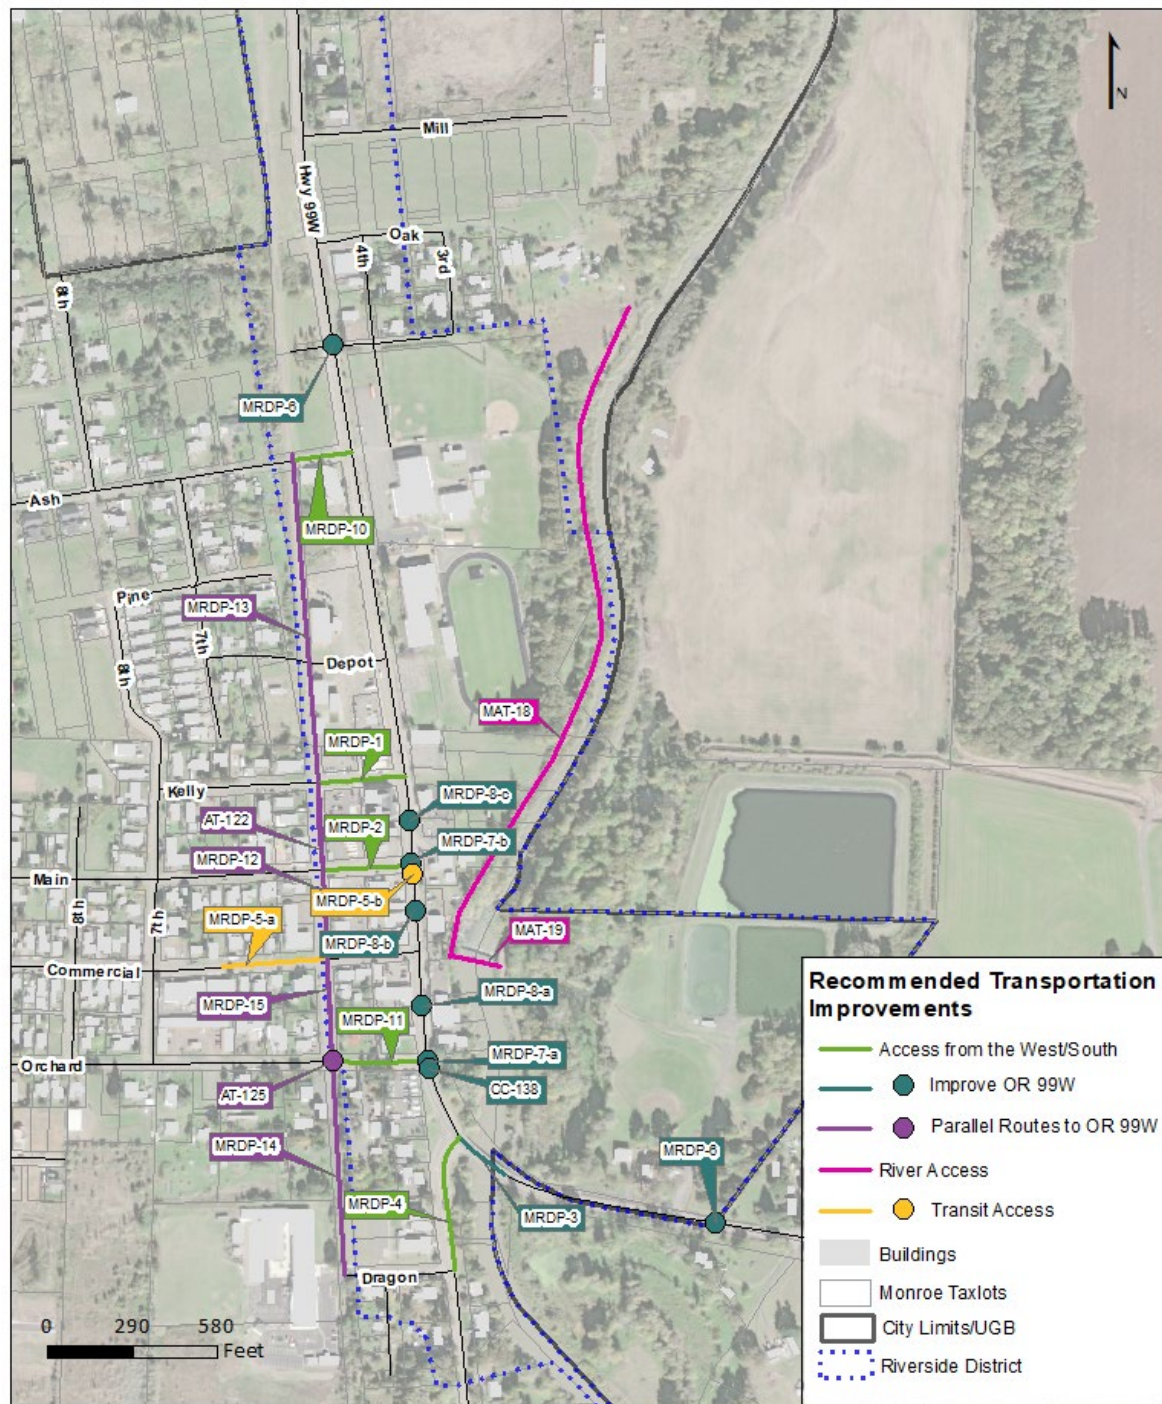 N
Mill
Hwy 99W
Oak
4th
3rd
8th
MRDP-6
Ash
MRDP-10
Pine
MRDP-13
7th
8th
Depot
MAT-18
MRDP-1
Kelly
MRDP-8-c
AT-122
MRDP-2
MRDP-7-b
MRDP-12
Main
MRDP-5-b
8th
7th
MRDP-5-a
MRDP-8-b
MAT-19
Commercial
MRDP-15
MRDP-8-a
MRDP-11
MRDP-7-a
Orchard
CC-138
AT-125
MRDP-14
MRDP-6
MRDP-4
MRDP-3
Dragon
0 290 580
Feet
Recommended Transportation
Improvements
Access from the West/South
Improve OR 99W
Parallel Routes to OR 99W
River Access
Transit Access
Buildings
Monroe Taxlots
City Limits/UGB
Riverside District